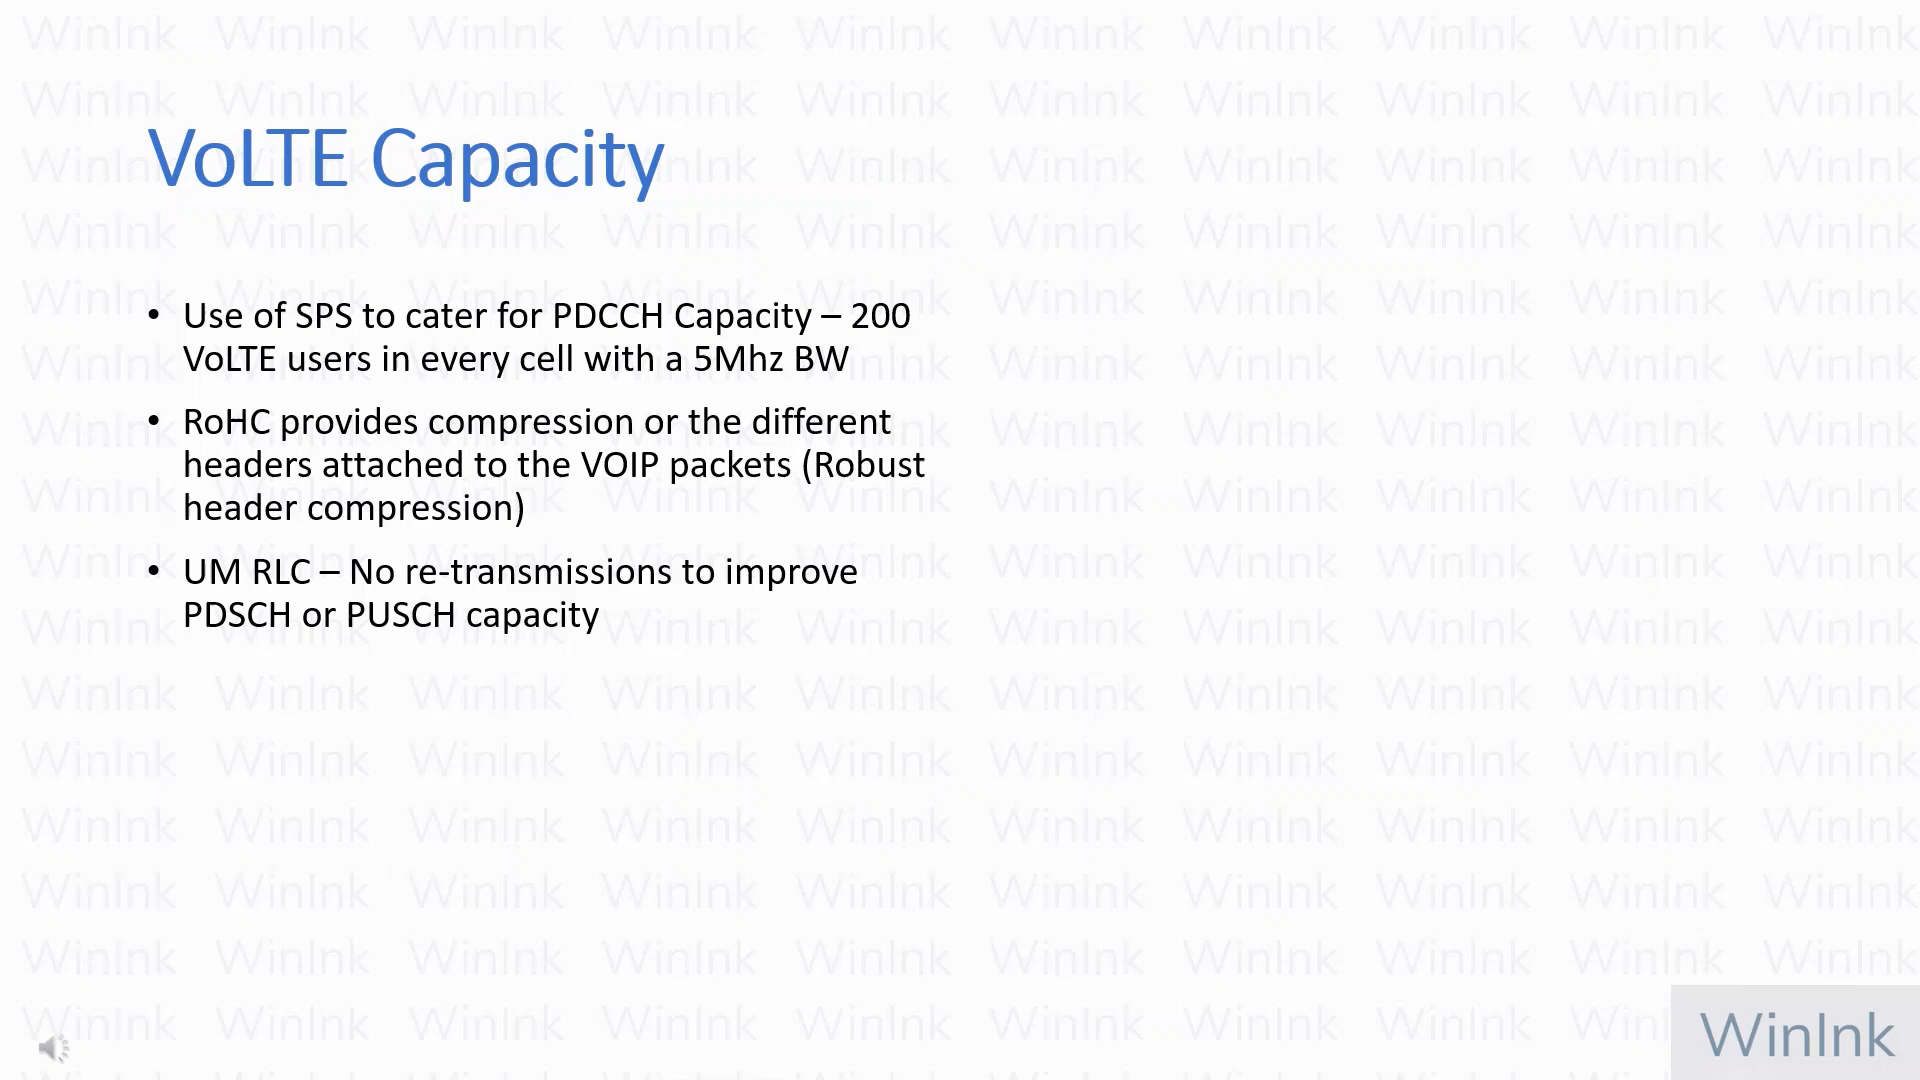 VoLTE Capacity
• Use of SPS to cater for PDCCH Capacity – 200
VoLTE users in every cell with a 5Mhz BW
• RoHC provides compression or the different
headers attached to the VOIP packets (Robust
header compression)
• UM RLC – No re-transmissions to improve
PDSCH or PUSCH capacity
WinInk